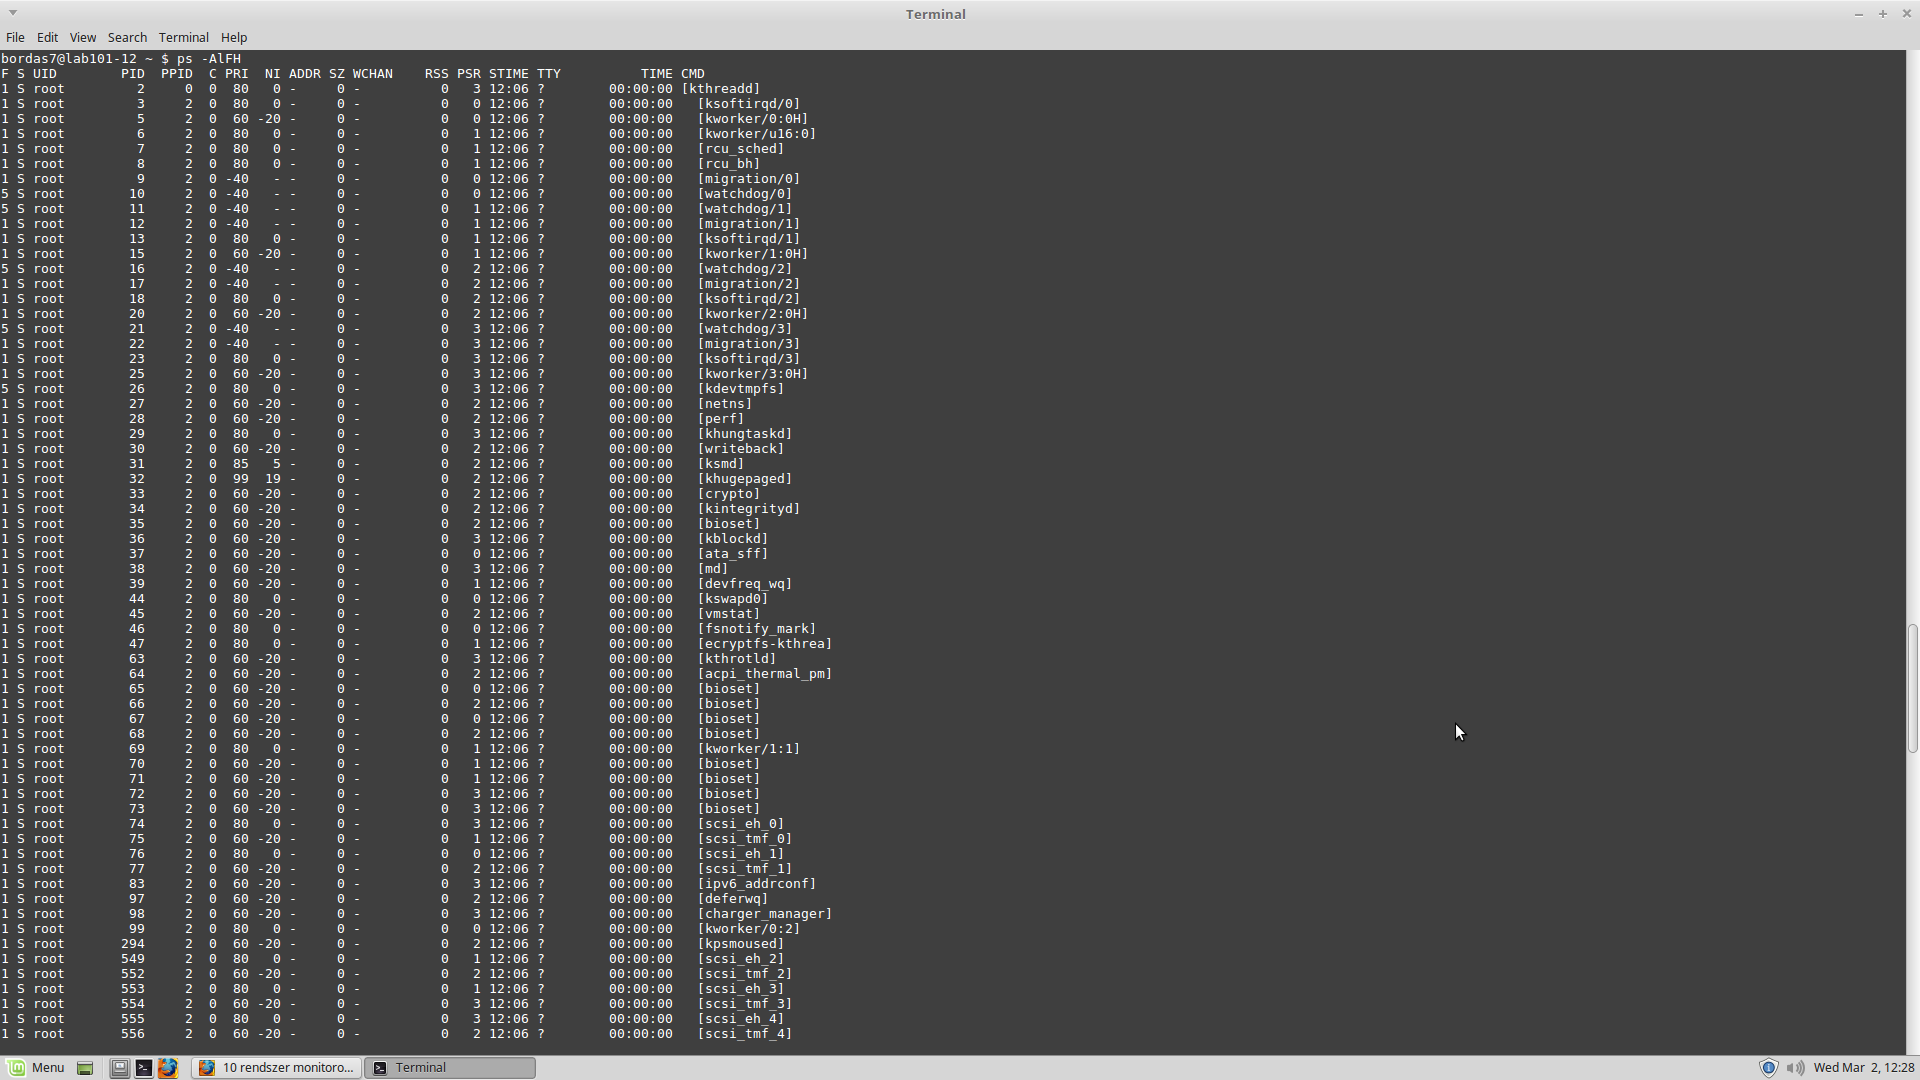 Terminal
File Edit View Search Terminal Help
bordas7@lab101-12 ~ $ ps -AlFH
F S UID        PID  PPID  C PRI  NI ADDR SZ WCHAN    RSS PSR STIME TTY          TIME CMD
1 S root         2     0  0  80   0 -     0 -          0   3 12:06 ?        00:00:00 [kthreadd]
1 S root         3     2  0  80   0 -     0 -          0   0 12:06 ?        00:00:00   [ksoftirqd/0]
1 S root         5     2  0  60 -20 -     0 -          0   0 12:06 ?        00:00:00   [kworker/0:0H]
1 S root         6     2  0  80   0 -     0 -          0   1 12:06 ?        00:00:00   [kworker/u16:0]
1 S root         7     2  0  80   0 -     0 -          0   1 12:06 ?        00:00:00   [rcu_sched]
1 S root         8     2  0  80   0 -     0 -          0   1 12:06 ?        00:00:00   [rcu_bh]
1 S root         9     2  0 -40   - -     0 -          0   0 12:06 ?        00:00:00   [migration/0]
5 S root        10     2  0 -40   - -     0 -          0   0 12:06 ?        00:00:00   [watchdog/0]
5 S root        11     2  0 -40   - -     0 -          0   1 12:06 ?        00:00:00   [watchdog/1]
1 S root        12     2  0 -40   - -     0 -          0   1 12:06 ?        00:00:00   [migration/1]
1 S root        13     2  0  80   0 -     0 -          0   1 12:06 ?        00:00:00   [ksoftirqd/1]
1 S root        15     2  0  60 -20 -     0 -          0   1 12:06 ?        00:00:00   [kworker/1:0H]
5 S root        16     2  0 -40   - -     0 -          0   2 12:06 ?        00:00:00   [watchdog/2]
1 S root        17     2  0 -40   - -     0 -          0   2 12:06 ?        00:00:00   [migration/2]
1 S root        18     2  0  80   0 -     0 -          0   2 12:06 ?        00:00:00   [ksoftirqd/2]
1 S root        20     2  0  60 -20 -     0 -          0   2 12:06 ?        00:00:00   [kworker/2:0H]
5 S root        21     2  0 -40   - -     0 -          0   3 12:06 ?        00:00:00   [watchdog/3]
1 S root        22     2  0 -40   - -     0 -          0   3 12:06 ?        00:00:00   [migration/3]
1 S root        23     2  0  80   0 -     0 -          0   3 12:06 ?        00:00:00   [ksoftirqd/3]
1 S root        25     2  0  60 -20 -     0 -          0   3 12:06 ?        00:00:00   [kworker/3:0H]
5 S root        26     2  0  80   0 -     0 -          0   3 12:06 ?        00:00:00   [kdevtmpfs]
1 S root        27     2  0  60 -20 -     0 -          0   2 12:06 ?        00:00:00   [netns]
1 S root        28     2  0  60 -20 -     0 -          0   2 12:06 ?        00:00:00   [perf]
1 S root        29     2  0  80   0 -     0 -          0   3 12:06 ?        00:00:00   [khungtaskd]
1 S root        30     2  0  60 -20 -     0 -          0   2 12:06 ?        00:00:00   [writeback]
1 S root        31     2  0  85   5 -     0 -          0   2 12:06 ?        00:00:00   [ksmd]
1 S root        32     2  0  99  19 -     0 -          0   2 12:06 ?        00:00:00   [khugepaged]
1 S root        33     2  0  60 -20 -     0 -          0   2 12:06 ?        00:00:00   [crypto]
1 S root        34     2  0  60 -20 -     0 -          0   2 12:06 ?        00:00:00   [kintegrityd]
1 S root        35     2  0  60 -20 -     0 -          0   2 12:06 ?        00:00:00   [bioset]
1 S root        36     2  0  60 -20 -     0 -          0   3 12:06 ?        00:00:00   [kblockd]
1 S root        37     2  0  60 -20 -     0 -          0   0 12:06 ?        00:00:00   [ata_sff]
1 S root        38     2  0  60 -20 -     0 -          0   3 12:06 ?        00:00:00   [md]
1 S root        39     2  0  60 -20 -     0 -          0   1 12:06 ?        00:00:00   [devfreq_wq]
1 S root        44     2  0  80   0 -     0 -          0   0 12:06 ?        00:00:00   [kswapd0]
1 S root        45     2  0  60 -20 -     0 -          0   2 12:06 ?        00:00:00   [vmstat]
1 S root        46     2  0  80   0 -     0 -          0   0 12:06 ?        00:00:00   [fsnotify_mark]
1 S root        47     2  0  80   0 -     0 -          0   1 12:06 ?        00:00:00   [ecryptfs-kthrea]
1 S root        63     2  0  60 -20 -     0 -          0   3 12:06 ?        00:00:00   [kthrotld]
1 S root        64     2  0  60 -20 -     0 -          0   2 12:06 ?        00:00:00   [acpi_thermal_pm]
1 S root        65     2  0  60 -20 -     0 -          0   0 12:06 ?        00:00:00   [bioset]
1 S root        66     2  0  60 -20 -     0 -          0   2 12:06 ?        00:00:00   [bioset]
1 S root        67     2  0  60 -20 -     0 -          0   0 12:06 ?        00:00:00   [bioset]
1 S root        68     2  0  60 -20 -     0 -          0   2 12:06 ?        00:00:00   [bioset]
1 S root        69     2  0  80   0 -     0 -          0   1 12:06 ?        00:00:00   [kworker/1:1]
1 S root        70     2  0  60 -20 -     0 -          0   1 12:06 ?        00:00:00   [bioset]
1 S root        71     2  0  60 -20 -     0 -          0   1 12:06 ?        00:00:00   [bioset]
1 S root        72     2  0  60 -20 -     0 -          0   3 12:06 ?        00:00:00   [bioset]
1 S root        73     2  0  60 -20 -     0 -          0   3 12:06 ?        00:00:00   [bioset]
1 S root        74     2  0  80   0 -     0 -          0   3 12:06 ?        00:00:00   [scsi_eh_0]
1 S root        75     2  0  60 -20 -     0 -          0   1 12:06 ?        00:00:00   [scsi_tmf_0]
1 S root        76     2  0  80   0 -     0 -          0   0 12:06 ?        00:00:00   [scsi_eh_1]
1 S root        77     2  0  60 -20 -     0 -          0   2 12:06 ?        00:00:00   [scsi_tmf_1]
1 S root        83     2  0  60 -20 -     0 -          0   3 12:06 ?        00:00:00   [ipv6_addrconf]
1 S root        97     2  0  60 -20 -     0 -          0   2 12:06 ?        00:00:00   [deferwq]
1 S root        98     2  0  60 -20 -     0 -          0   3 12:06 ?        00:00:00   [charger_manager]
1 S root        99     2  0  80   0 -     0 -          0   0 12:06 ?        00:00:00   [kworker/0:2]
1 S root       294     2  0  60 -20 -     0 -          0   2 12:06 ?        00:00:00   [kpsmoused]
1 S root       549     2  0  80   0 -     0 -          0   1 12:06 ?        00:00:00   [scsi_eh_2]
1 S root       552     2  0  60 -20 -     0 -          0   2 12:06 ?        00:00:00   [scsi_tmf_2]
1 S root       553     2  0  80   0 -     0 -          0   1 12:06 ?        00:00:00   [scsi_eh_3]
1 S root       554     2  0  60 -20 -     0 -          0   3 12:06 ?        00:00:00   [scsi_tmf_3]
1 S root       555     2  0  80   0 -     0 -          0   3 12:06 ?        00:00:00   [scsi_eh_4]
1 S root       556     2  0  60 -20 -     0 -          0   2 12:06 ?        00:00:00   [scsi_tmf_4]
Menu 10 rendszer monitoro... Terminal Wed Mar 2, 12:28